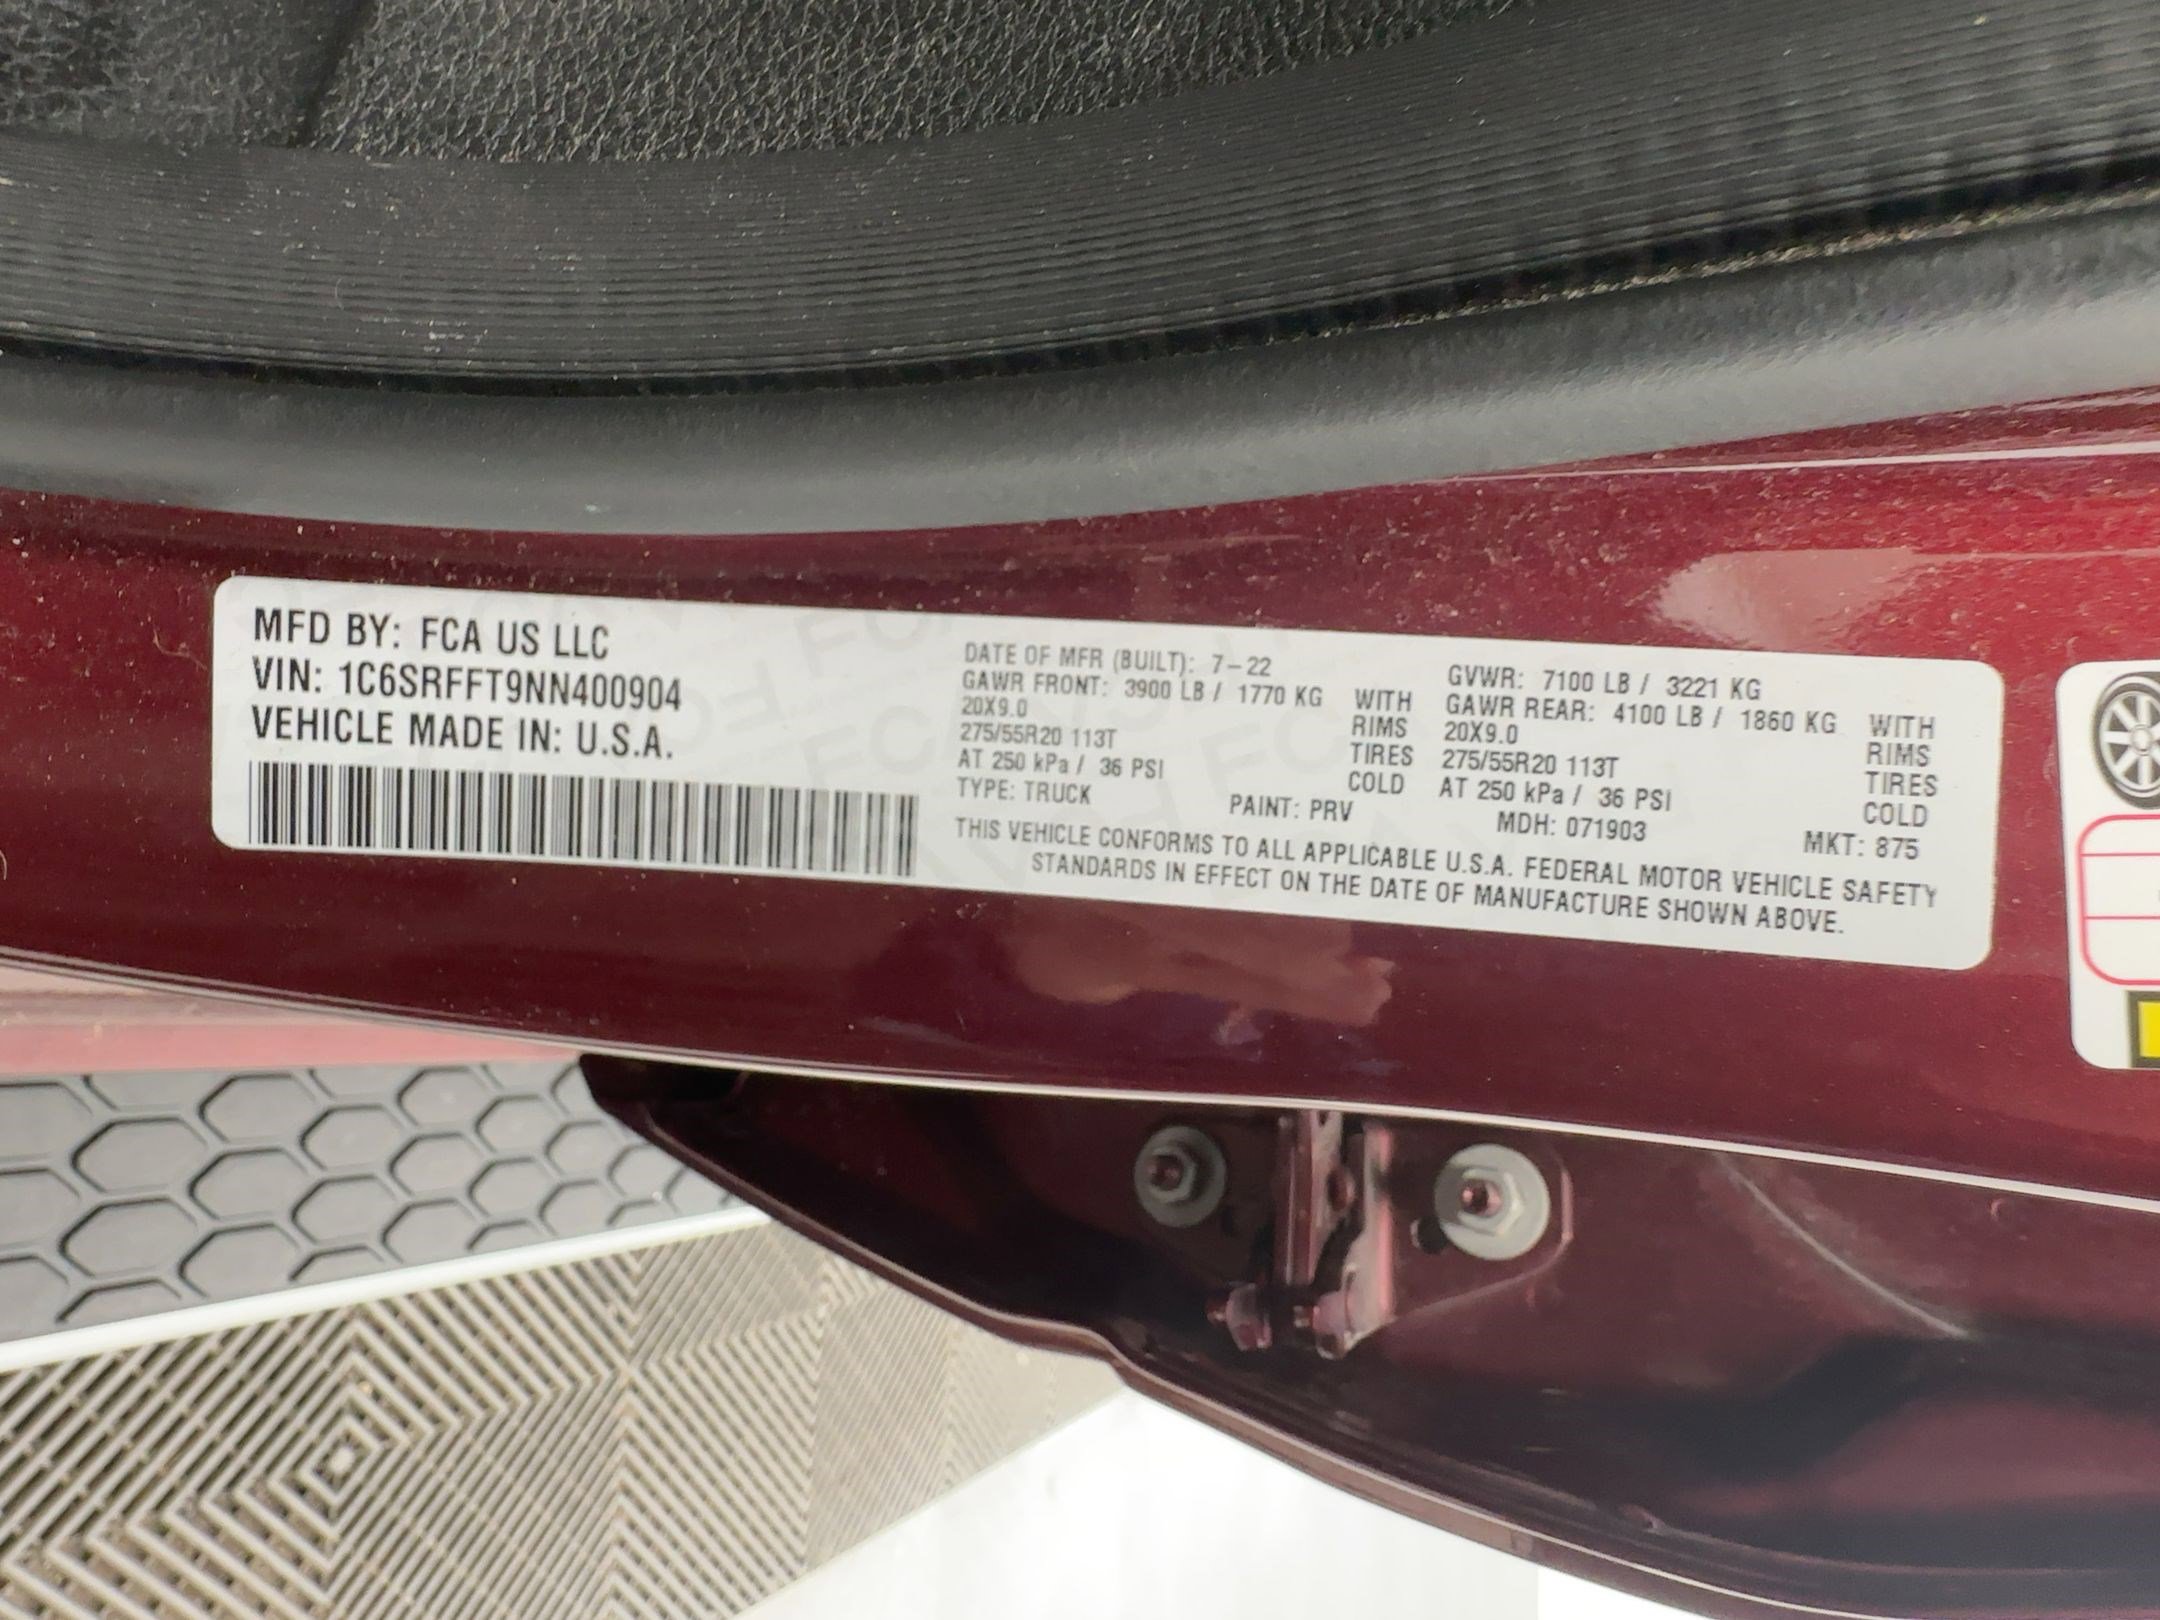 MFD BY: FCA US LLC
VIN: 1C6SRFFT9NN400904
VEHICLE MADE IN: U.S.A.
DATE OF MFR (BUILT): 7-22 GVWR: 7100 LB / 3221 KG
GAWR FRONT: 3900 LB / 1770 KG WITH GAWR REAR: 4100 LB / 1860 KG WITH
20X9.0 RIMS 20X9.0 RIMS
275/55R20 113T TIRES 275/55R20 113T TIRES
AT 250 kPa / 36 PSI COLD AT 250 kPa / 36 PSI COLD
TYPE: TRUCK PAINT: PRV MDH: 071903 MKT: 875
THIS VEHICLE CONFORMS TO ALL APPLICABLE U.S.A. FEDERAL MOTOR VEHICLE SAFETY
STANDARDS IN EFFECT ON THE DATE OF MANUFACTURE SHOWN ABOVE.